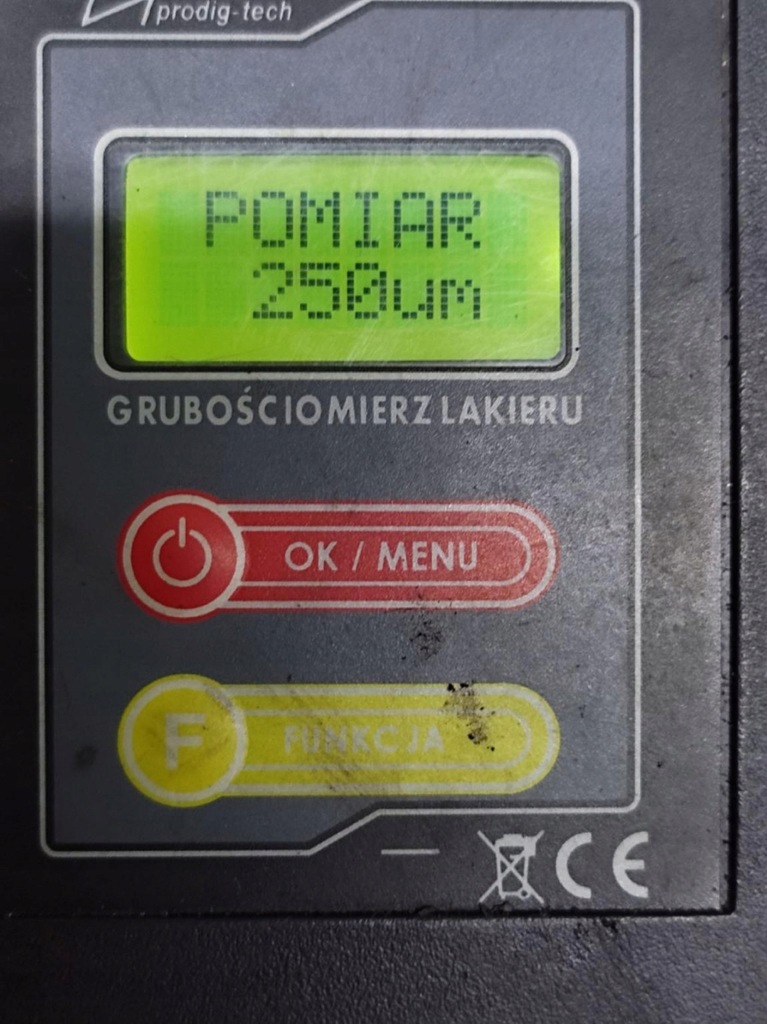 prodig-tech
POMIAR
250um
GRUBOŚCIOMIERZ LAKIERU
OK / MENU
F FUNKCJA
CE